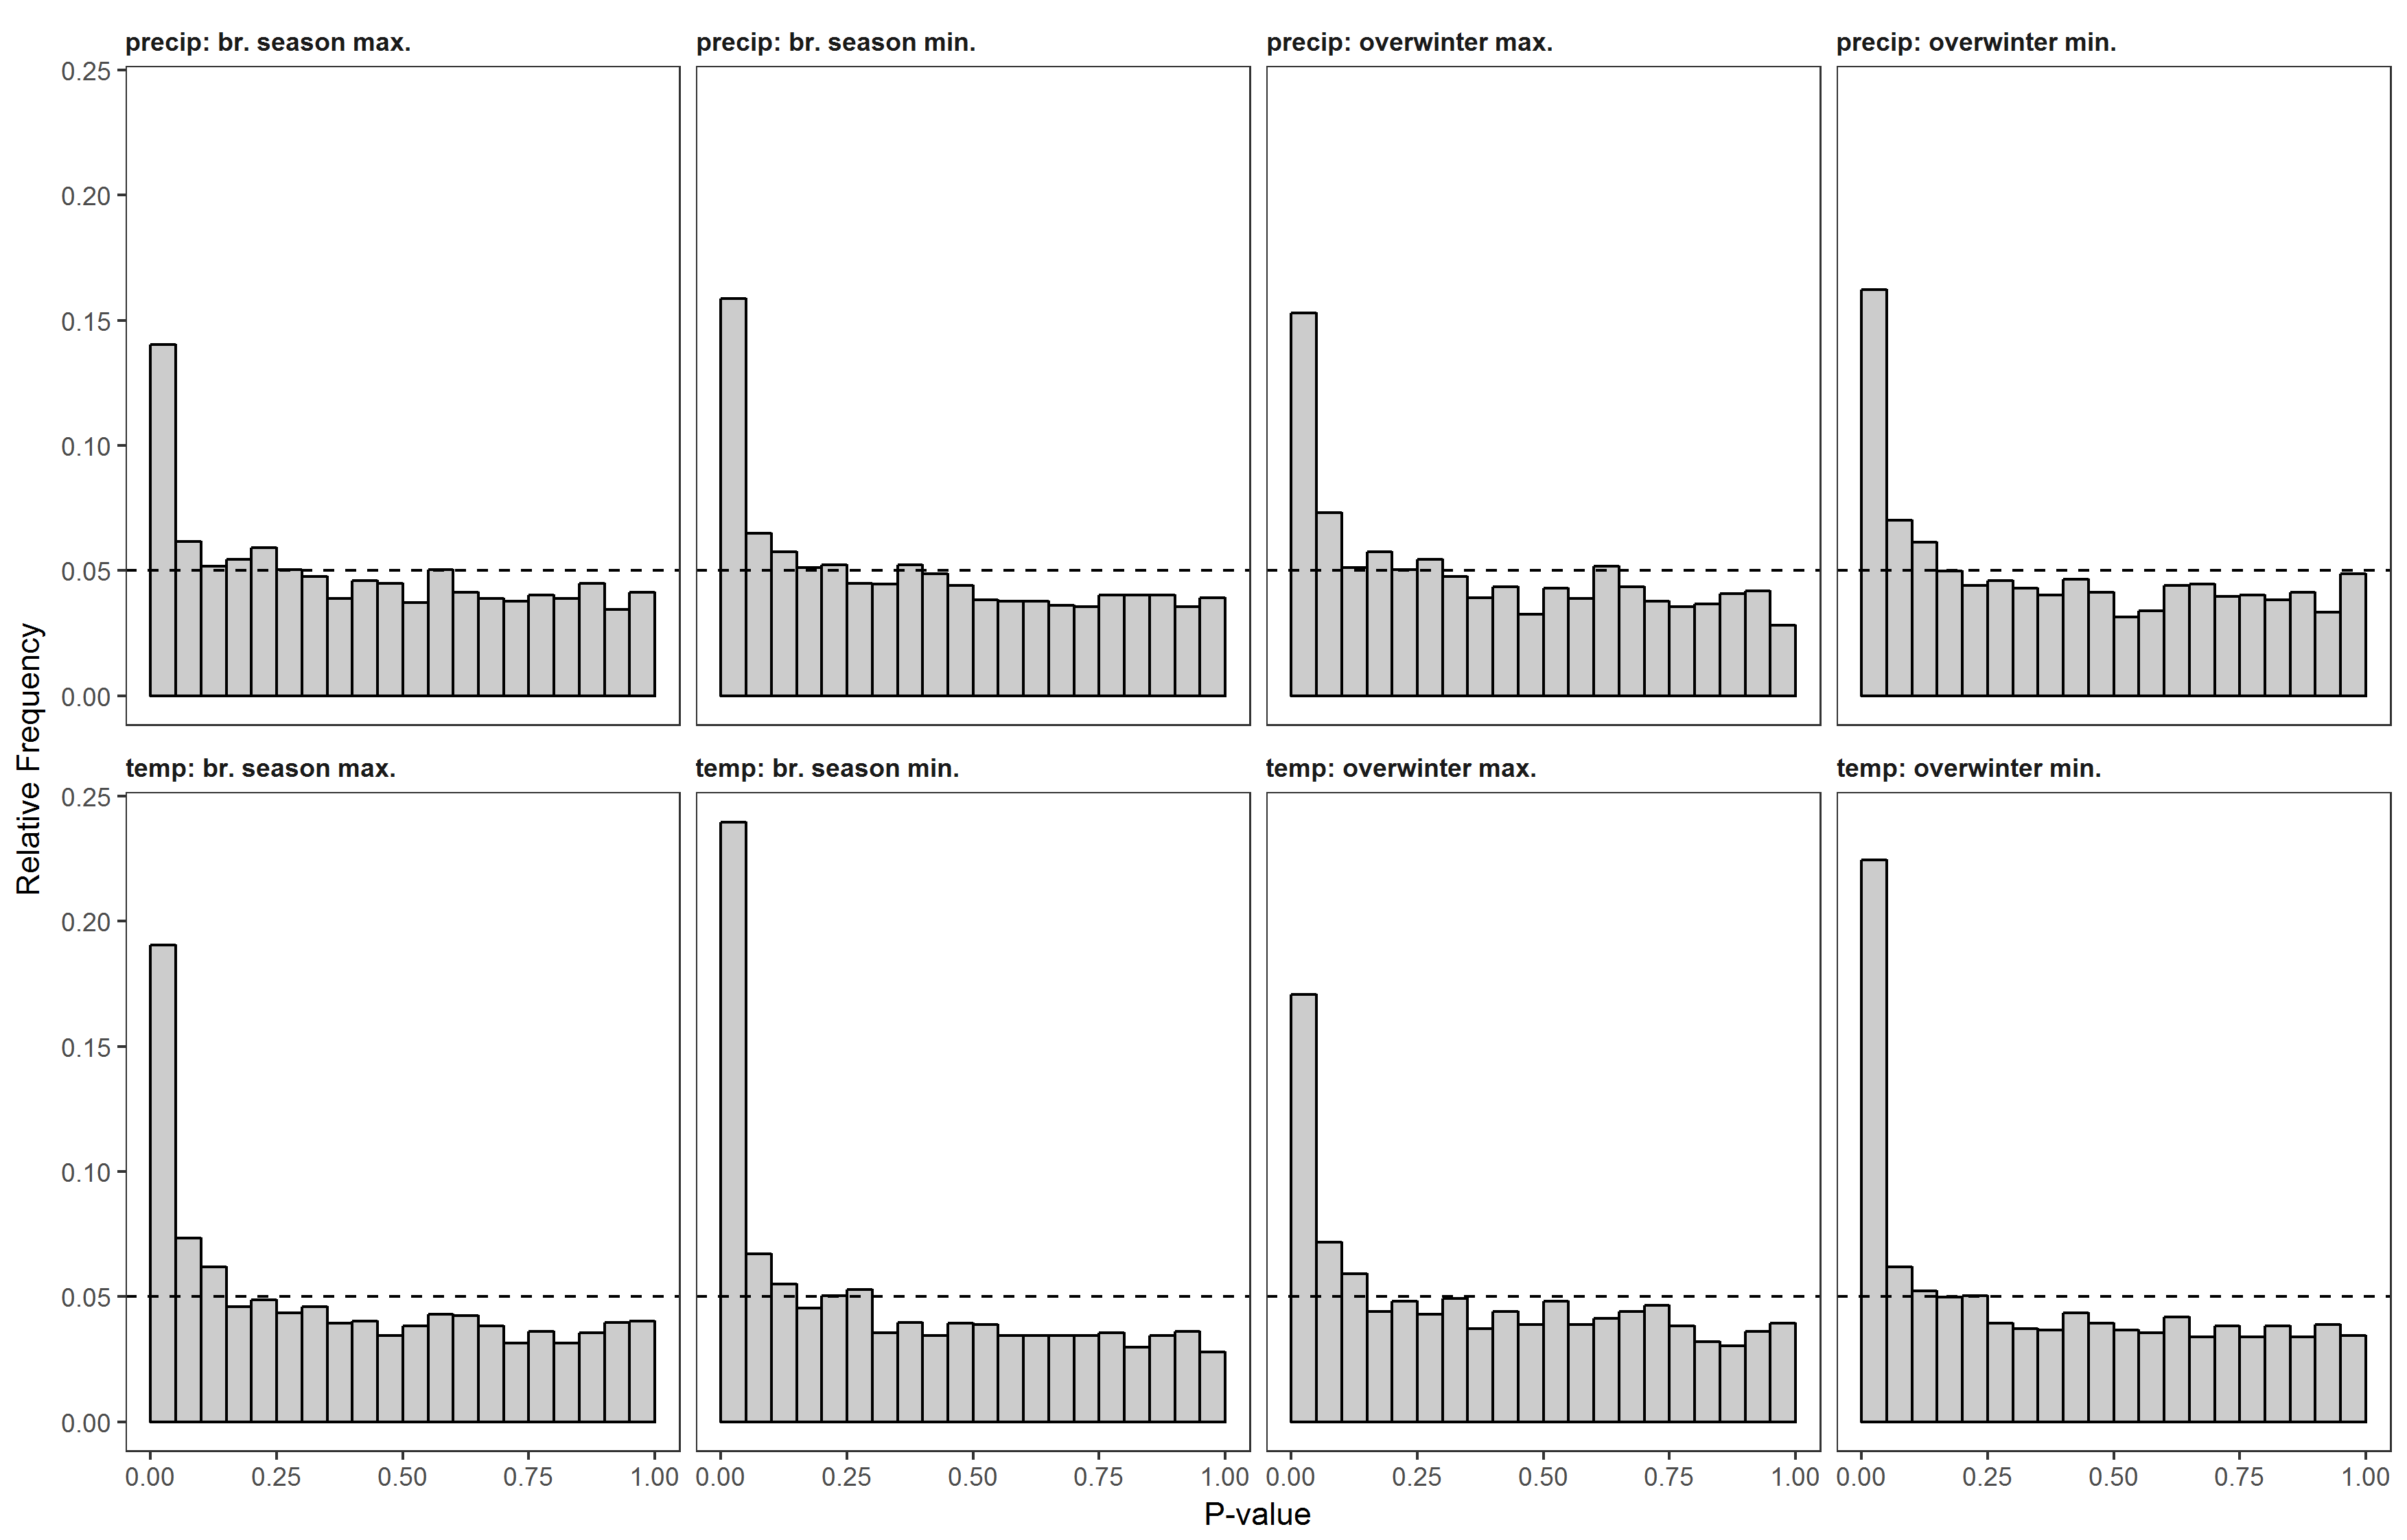 precip: br. season max.
precip: br. season min.
precip: overwinter max.
precip: overwinter min.
0.25
0.20
0.15
0.10
0.05
0.00
temp: br. season max.
temp: br. season min.
temp: overwinter max.
temp: overwinter min.
0.25
0.20
0.15
0.10
0.05
0.00
Relative Frequency
0.00 0.25 0.50 0.75 1.00 0.00 0.25 0.50 0.75 1.00 0.00 0.25 0.50 0.75 1.00 0.00 0.25 0.50 0.75 1.00
P-value